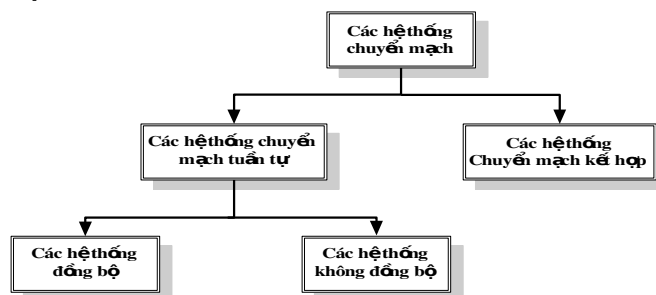 Các hệ thống
chuyển mạch
Các hệ thống chuyển
mạch tuần tự
Các hệ thống
Chuyển mạch kết hợp
Các hệ thống
đồng bộ
Các hệ thống
không đồng bộ